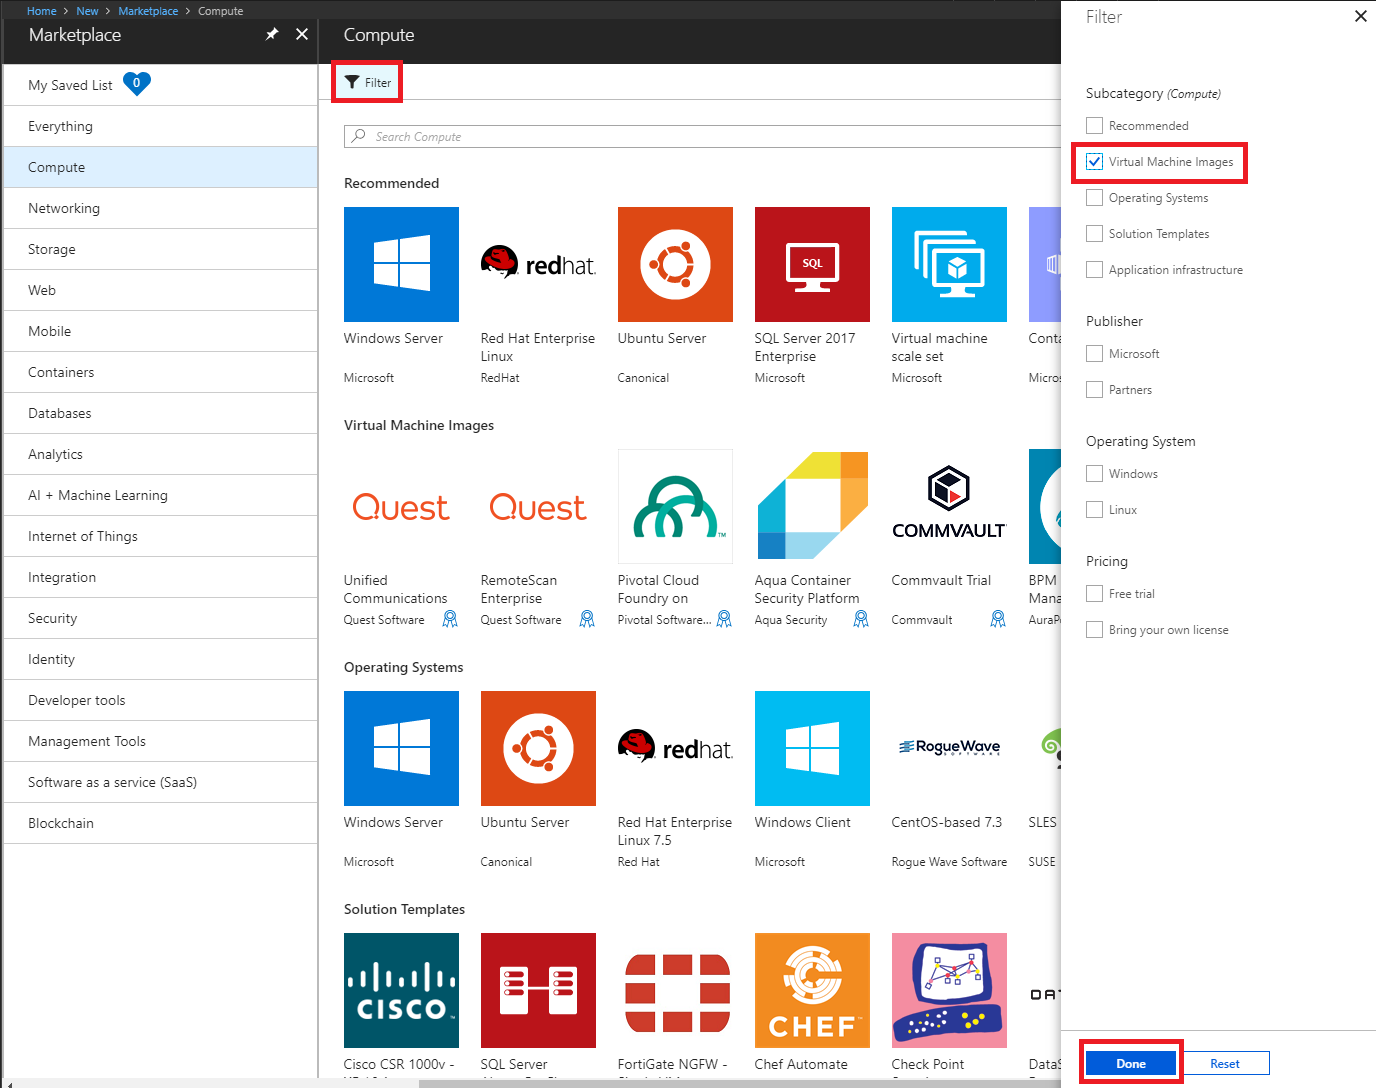 Home > New > Marketplace > Compute
Marketplace
My Saved List 0
Everything
Compute
Networking
Storage
Web
Mobile
Containers
Databases
Analytics
AI + Machine Learning
Internet of Things
Integration
Security
Identity
Developer tools
Management Tools
Software as a service (SaaS)
Blockchain
Compute
Filter
Search Compute
Recommended
redhat.
SQL
Windows Server
Red Hat Enterprise
Linux
Ubuntu Server
SQL Server 2017
Enterprise
Virtual machine
scale set
Conta
Microsoft
RedHat
Canonical
Microsoft
Microsoft
Micros
Virtual Machine Images
Quest
Quest
TM
COMMVAULT
Unified
Communications
RemoteScan
Enterprise
Pivotal Cloud
Foundry on
Aqua Container
Security Platform
Commvault Trial
BPM
Mana
Quest Software
Quest Software
Pivotal Software...
Aqua Security
Commvault
AuraP
Operating Systems
redhat.
RogueWave
SOFTWARE
Windows Server
Ubuntu Server
Red Hat Enterprise
Linux 7.5
Windows Client
CentOS-based 7.3
SLES
Microsoft
Canonical
Red Hat
Microsoft
Rogue Wave Software
SUSE
Solution Templates
CISCO
CHEF
DAT
Cisco CSR 1000v -
SQL Server
FortiGate NGFW -
Chef Automate
Check Point
DataS
Filter
Subcategory (Compute)
Recommended
Virtual Machine Images
Operating Systems
Solution Templates
Application infrastructure
Publisher
Microsoft
Partners
Operating System
Windows
Linux
Pricing
Free trial
Bring your own license
Done
Reset